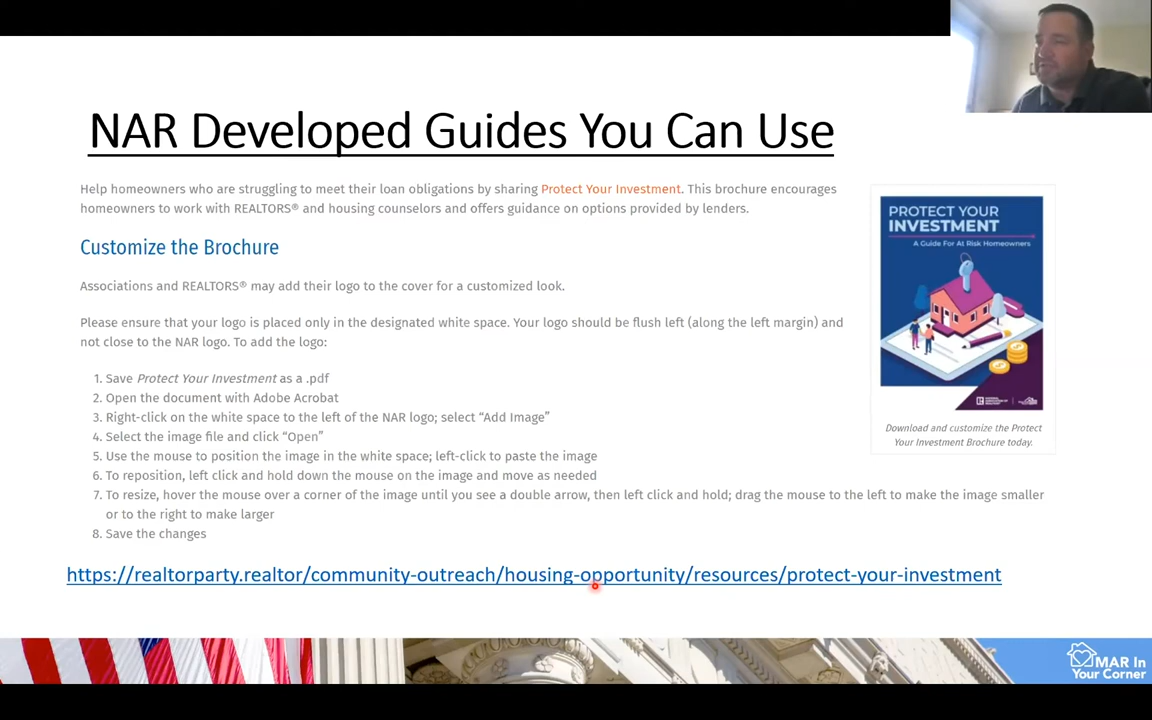 NAR Developed Guides You Can Use
Help homeowners who are struggling to meet their loan obligations by sharing Protect Your Investment. This brochure encourages
homeowners to work with REALTORS® and housing counselors and offers guidance on options provided by lenders.
Customize the Brochure
Associations and REALTORS® may add their logo to the cover for a customized look.
Please ensure that your logo is placed only in the designated white space. Your logo should be flush left (along the left margin) and
not close to the NAR logo. To add the logo:
1. Save Protect Your Investment as a .pdf
2. Open the document with Adobe Acrobat
3. Right-click on the white space to the left of the NAR logo; select “Add Image”
4. Select the image file and click “Open”
5. Use the mouse to position the image in the white space; left-click to paste the image
6. To reposition, left click and hold down the mouse on the image and move as needed
7. To resize, hover the mouse over a corner of the image until you see a double arrow, then left click and hold; drag the mouse to the left to make the image smaller
or to the right to make larger
8. Save the changes
PROTECT YOUR
INVESTMENT
A Guide For At Risk Homeowners
Download and customize the Protect
Your Investment Brochure today.
https://realtorparty.realtor/community-outreach/housing-opportunity/resources/protect-your-investment
MAR In
Your Corner